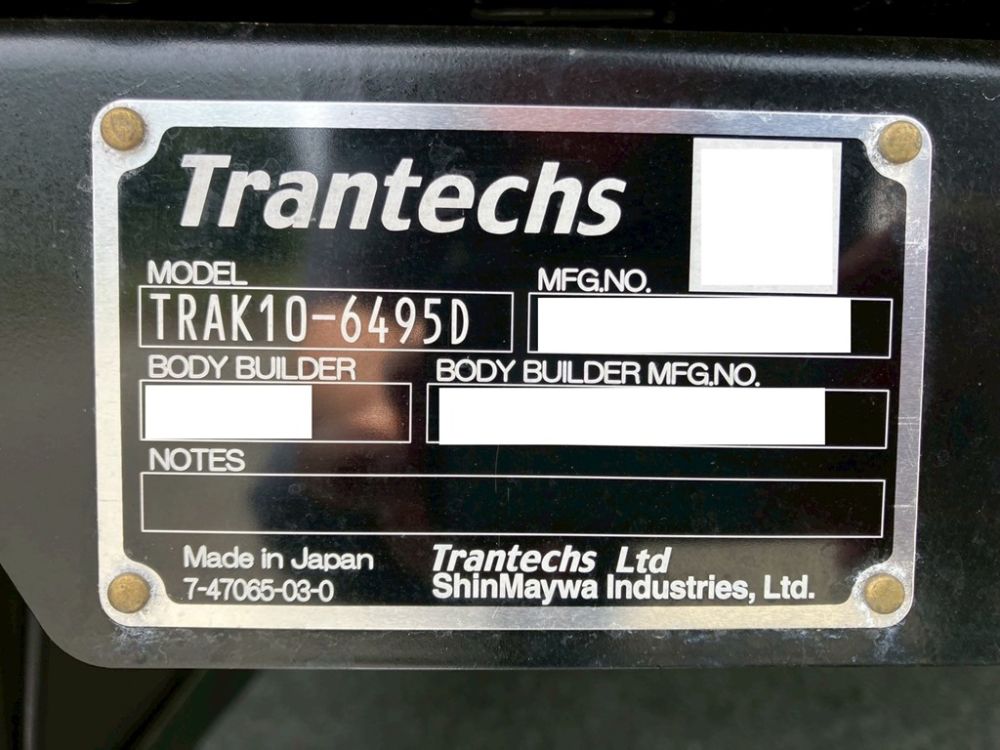 Trantechs
MODEL
MFG.NO.
TRAK10-6495D
BODY BUILDER
BODY BUILDER MFG.NO.
NOTES
Made in Japan
Trantechs Ltd
7-47065-03-0
ShinMaywa Industries, Ltd.